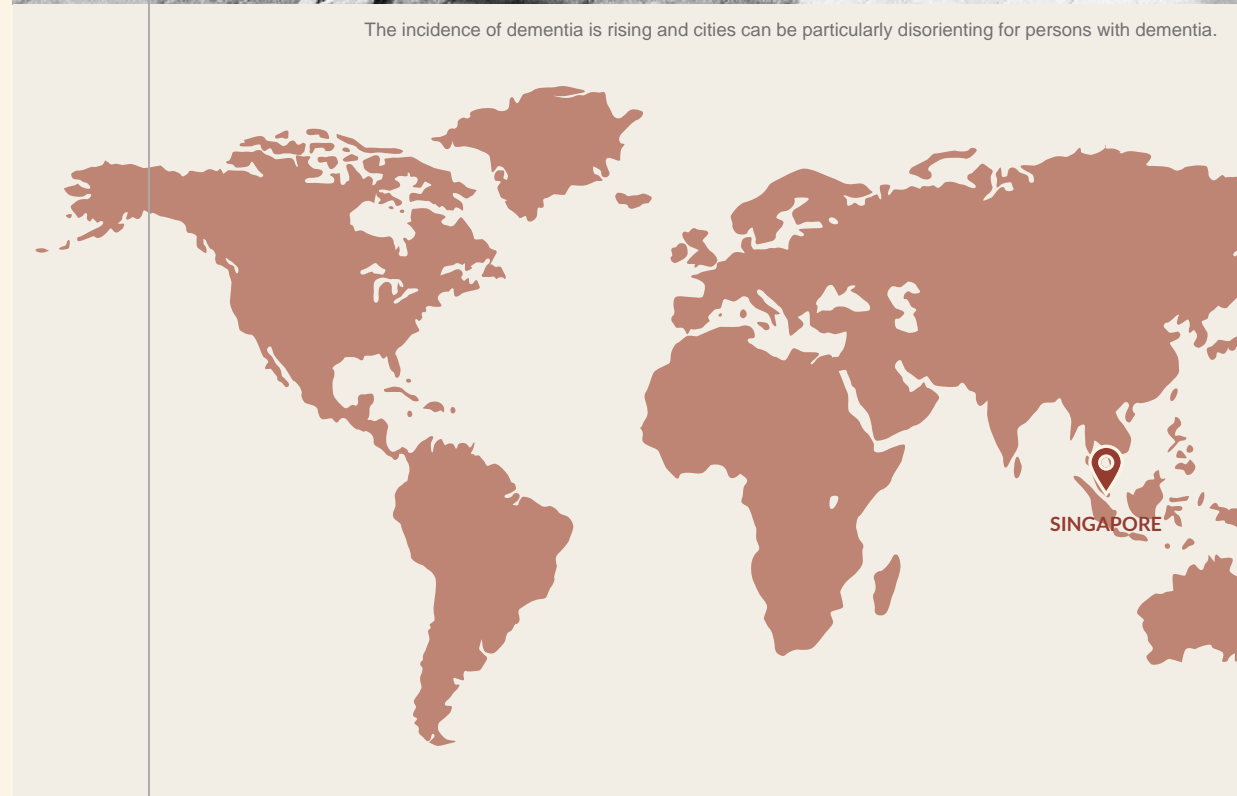 The incidence of dementia is rising and cities can be particularly disorienting for persons with dementia.
SINGAPORE